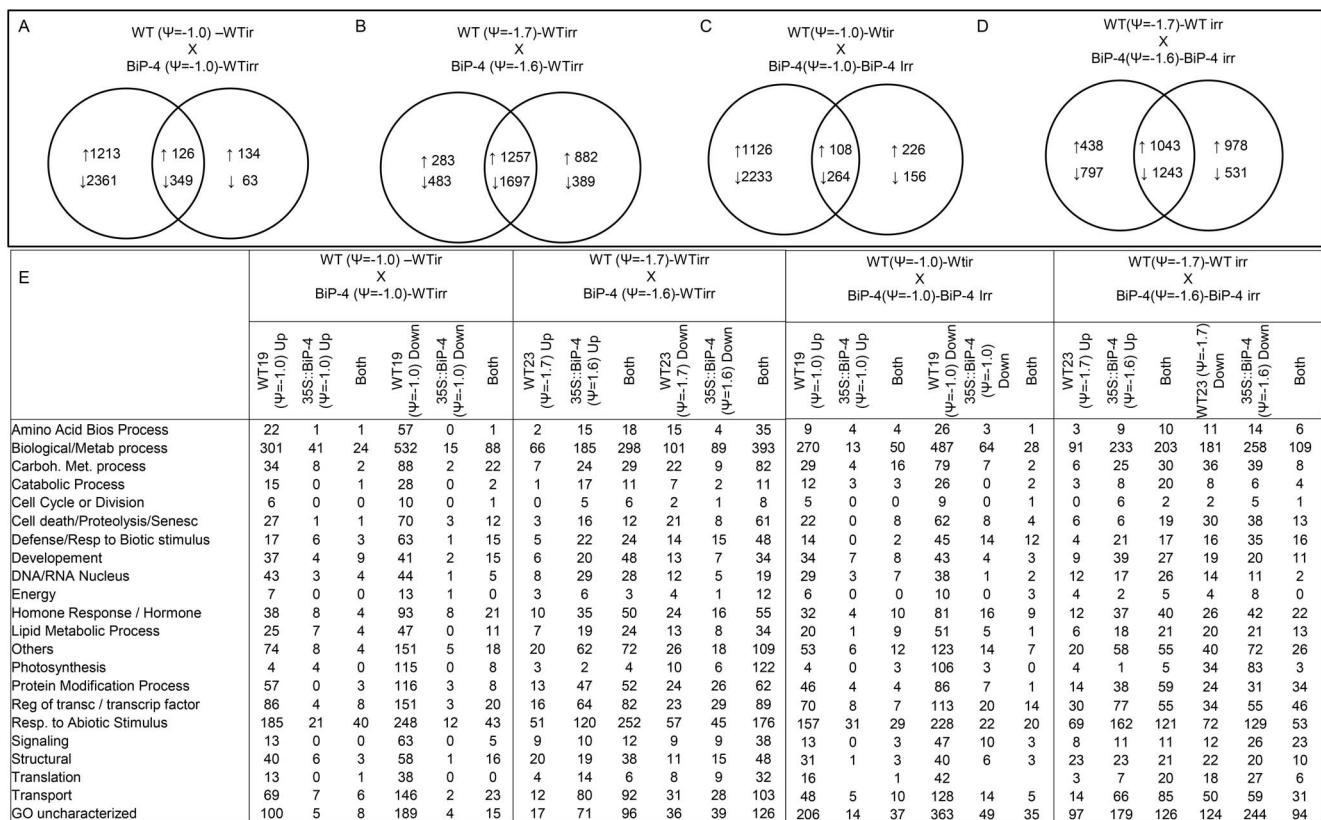 A
WT (Ψ=-1.0) –WTir
X
BiP-4 (Ψ=-1.0)-WTirr
↑1213 ↑ 126 ↑ 134
↓2361 ↓349 ↓ 63
B
WT (Ψ=-1.7)-WTirr
X
BiP-4 (Ψ=-1.6)-WTirr
↑ 283 ↑ 1257 ↑ 882
↓483 ↓1697 ↓389
C
WT(Ψ=-1.0)-Wtir
X
BiP-4(Ψ=-1.0)-BiP-4 Irr
↑1126 ↑ 108 ↑ 226
↓2233 ↓264 ↓ 156
D
WT(Ψ=-1.7)-WT irr
X
BiP-4(Ψ=-1.6)-BiP-4 irr
↑438 ↑ 1043 ↑ 978
↓797 ↓ 1243 ↓ 531
E
WT (Ψ=-1.0) –WTir
X
BiP-4 (Ψ=-1.0)-WTirr
WT (Ψ=-1.7)-WTirr
X
BiP-4 (Ψ=-1.6)-WTirr
WT(Ψ=-1.0)-Wtir
X
BiP-4(Ψ=-1.0)-BiP-4 Irr
WT(Ψ=-1.7)-WT irr
X
BiP-4(Ψ=-1.6)-BiP-4 irr
WT19
(Ψ=-1.0) Up
35S::BiP-4
(Ψ=-1.0) Up
Both
WT19
(Ψ=-1.0) Down
35S::BiP-4
(Ψ=-1.0) Down
Both
WT23
(Ψ=-1.7) Up
35S::BiP-4
(Ψ=1.6) Up
Both
WT23
(Ψ=-1.7) Down
35S::BiP-4
(Ψ=1.6) Down
Both
WT19
(Ψ=-1.0) Up
35S::BiP-4
(Ψ=-1.0) Up
Both
WT19
(Ψ=-1.0) Down
35S::BiP-4
(Ψ=-1.0)
Down
Both
WT23
(Ψ=-1.7) Up
35S::BiP-4
(Ψ=-1.6) Up
Both
WT23 (Ψ=-1.7)
Down
35S::BiP-4
(Ψ=-1.6) Down
Both
Amino Acid Bios Process 22 1 1 57 0 1 2 15 18 15 4 35 9 4 4 26 3 1 3 9 10 11 14 6
Biological/Metab process 301 41 24 532 15 88 66 185 298 101 89 393 270 13 50 487 64 28 91 233 203 181 258 109
Carboh. Met. process 34 8 2 88 2 22 7 24 29 22 9 82 29 4 16 79 7 2 6 25 30 36 39 8
Catabolic Process 15 0 1 28 0 2 1 17 11 7 2 11 12 3 3 26 0 2 3 8 20 8 6 4
Cell Cycle or Division 6 0 0 10 0 1 0 5 6 2 1 8 5 0 0 9 0 1 0 6 2 2 5 1
Cell death/Proteolysis/Senesc 27 1 1 70 3 12 3 16 12 21 8 61 22 0 8 62 8 4 6 6 19 30 38 13
Defense/Resp to Biotic stimulus 17 6 3 63 1 15 5 22 24 14 15 48 14 0 2 45 14 12 4 21 17 16 35 16
Developement 37 4 9 41 2 15 6 20 48 13 7 34 34 7 8 43 4 3 9 39 27 19 20 11
DNA/RNA Nucleus 43 3 4 44 1 5 8 29 28 12 5 19 29 3 7 38 1 2 12 17 26 14 11 2
Energy 7 0 0 13 1 0 3 6 3 4 1 12 6 0 0 10 0 3 4 2 5 4 8 0
Homone Response / Hormone 38 8 4 93 8 21 10 35 50 24 16 55 32 4 10 81 16 9 12 37 40 26 42 22
Lipid Metabolic Process 25 7 4 47 0 11 7 19 24 13 8 34 20 1 9 51 5 1 6 18 21 20 21 13
Others 74 8 4 151 5 18 20 62 72 26 18 109 53 6 12 123 14 7 20 58 55 40 72 26
Photosynthesis 4 4 0 115 0 8 3 2 4 10 6 122 4 0 3 106 3 0 4 1 5 34 83 3
Protein Modification Process 57 0 3 116 3 8 13 47 52 24 26 62 46 4 4 86 7 1 14 38 59 24 31 34
Reg of transc / transcrip factor 86 4 8 151 3 20 16 64 82 23 29 89 70 8 7 113 20 14 30 77 55 34 55 46
Resp. to Abiotic Stimulus 185 21 40 248 12 43 51 120 252 57 45 176 157 31 29 228 22 20 69 162 121 72 129 53
Signaling 13 0 0 63 0 5 9 10 12 9 9 38 13 0 3 47 10 3 8 11 11 12 26 23
Structural 40 6 3 58 1 16 20 19 38 11 15 48 31 1 3 40 6 3 23 23 21 22 20 10
Translation 13 0 1 38 0 0 4 14 6 8 9 32 16 1 42 3 7 20 18 27 6
Transport 69 7 6 146 2 23 12 80 92 31 28 103 48 5 10 128 14 5 14 66 85 50 59 31
GO uncharacterized 100 5 8 189 4 15 17 71 96 36 39 126 206 14 37 363 49 35 97 179 126 124 244 94